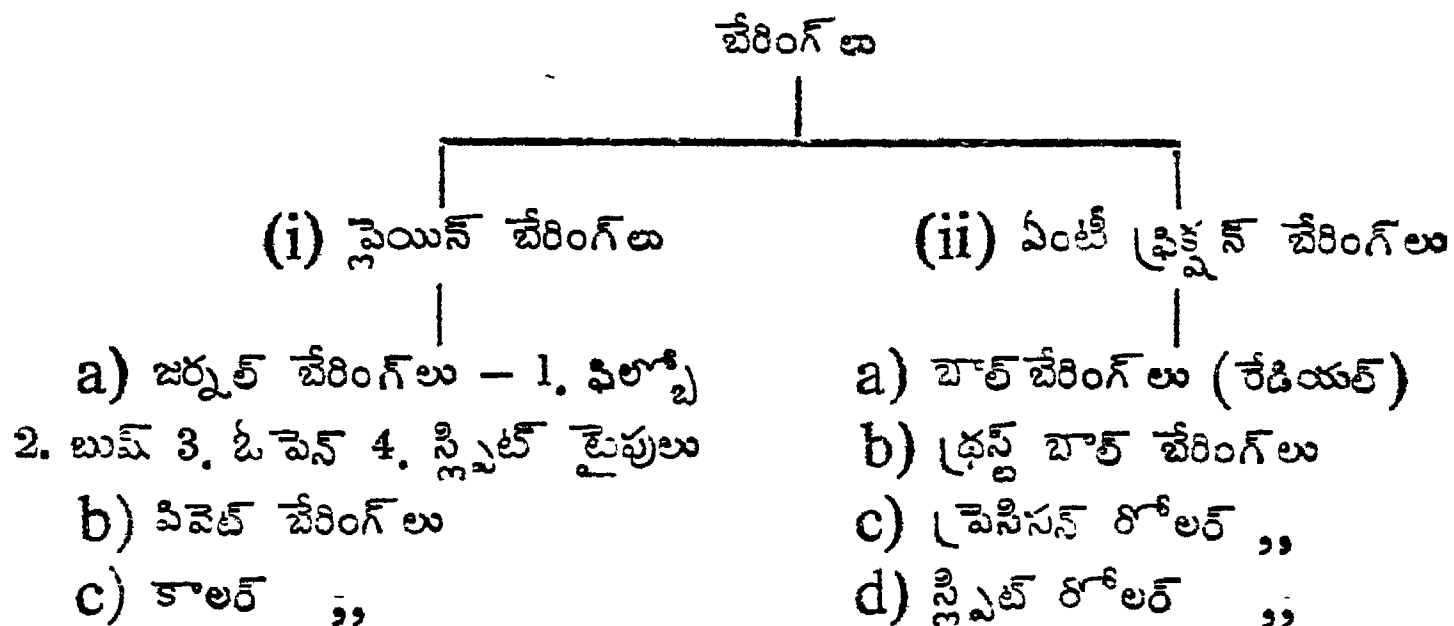 బేరింగ్ లు
(i) ప్లెయిన్ బేరింగ్‌లు
(ii) ఏంటీ ఫ్రిక్షన్ బేరింగ్‌లు
a) జర్నల్ బేరింగ్‌లు – 1.
2. బుష్ 3. ఓపెన్ 4. స్ప్లిట్ టైపులు
b) పివెట్ బేరింగ్ లు
c) కాలర్ ,,
a) బాల్ బేరింగ్ లు (రేడియల్)
b) థ్రస్ట్ బాల్ బేరింగ్ లు
c) ప్రెసిసన్ రోలర్ ,,
d) స్ప్లిట్ రోలర్ ,,